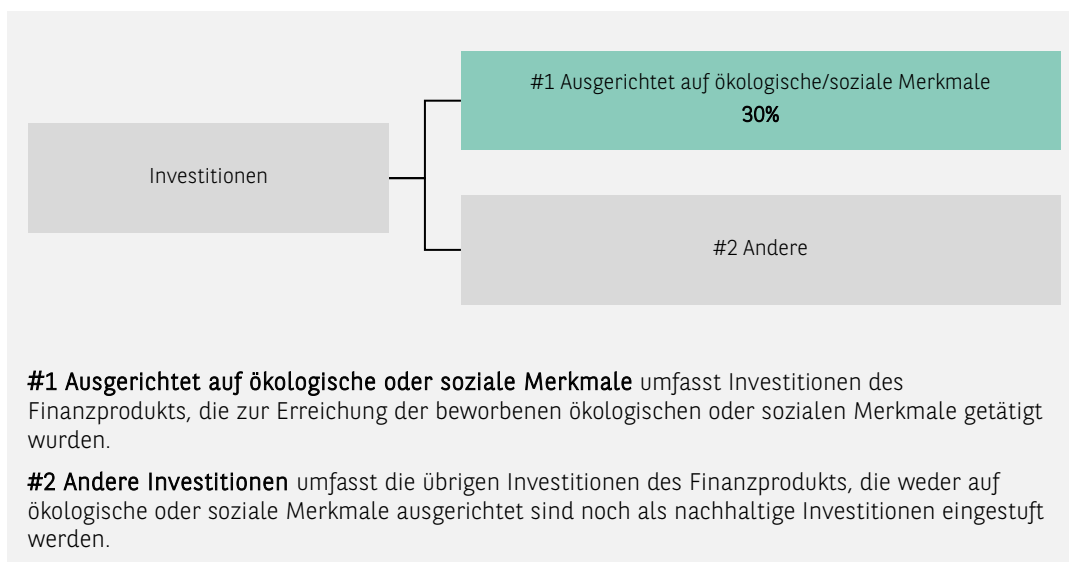 #1 Ausgerichtet auf ökologische/soziale Merkmale
30%
Investitionen
#2 Andere
#1 Ausgerichtet auf ökologische oder soziale Merkmale umfasst Investitionen des
Finanzprodukts, die zur Erreichung der beworbenen ökologischen oder sozialen Merkmale getätigt
wurden.
#2 Andere Investitionen umfasst die übrigen Investitionen des Finanzprodukts, die weder auf
ökologische oder soziale Merkmale ausgerichtet sind noch als nachhaltige Investitionen eingestuft
werden.